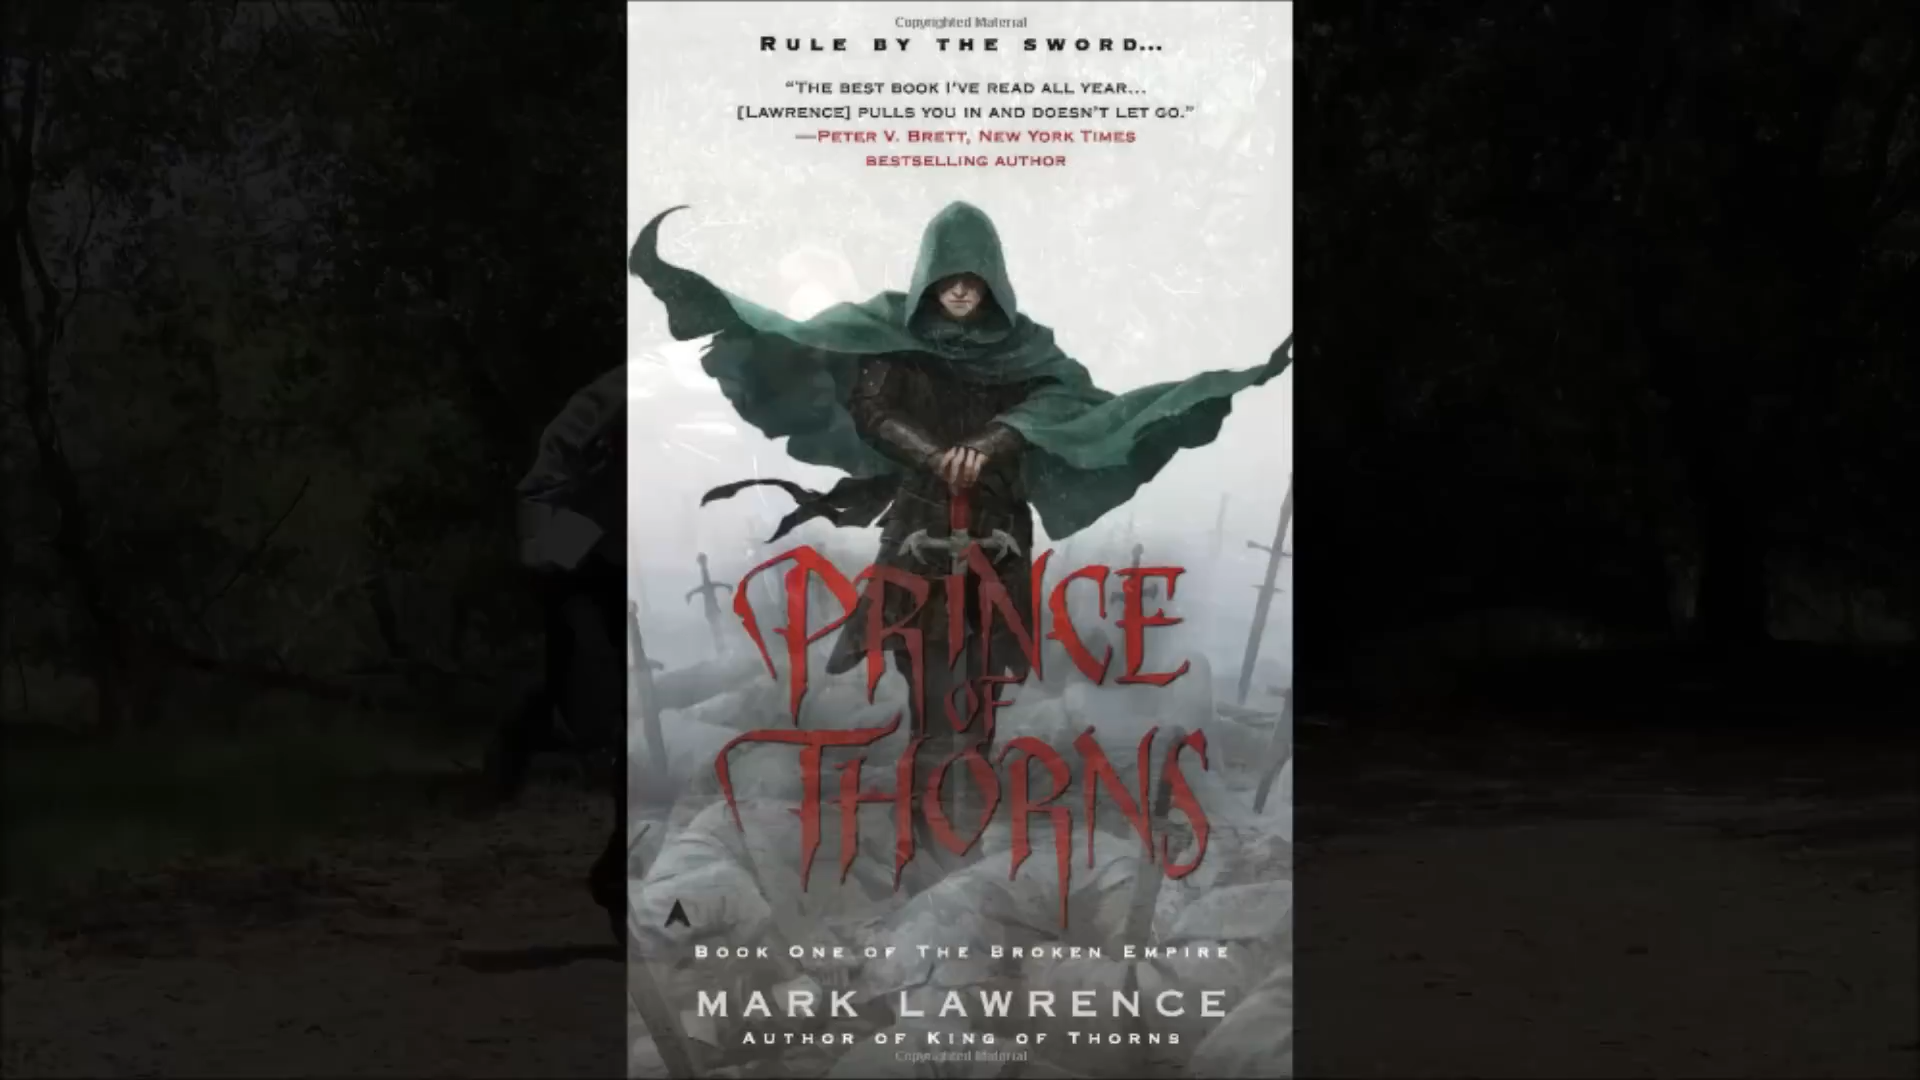 Copyrighted Material
RULE BY THE SWORD...
"THE BEST BOOK I'VE READ ALL YEAR...
[LAWRENCE] PULLS YOU IN AND DOESN'T LET GO."
—PETER V. BRETT, NEW YORK TIMES
BESTSELLING AUTHOR
PRINCE
OF
THORNS
BOOK ONE OF THE BROKEN EMPIRE
MARK LAWRENCE
AUTHOR OF KING OF THORNS
Copyrighted Material